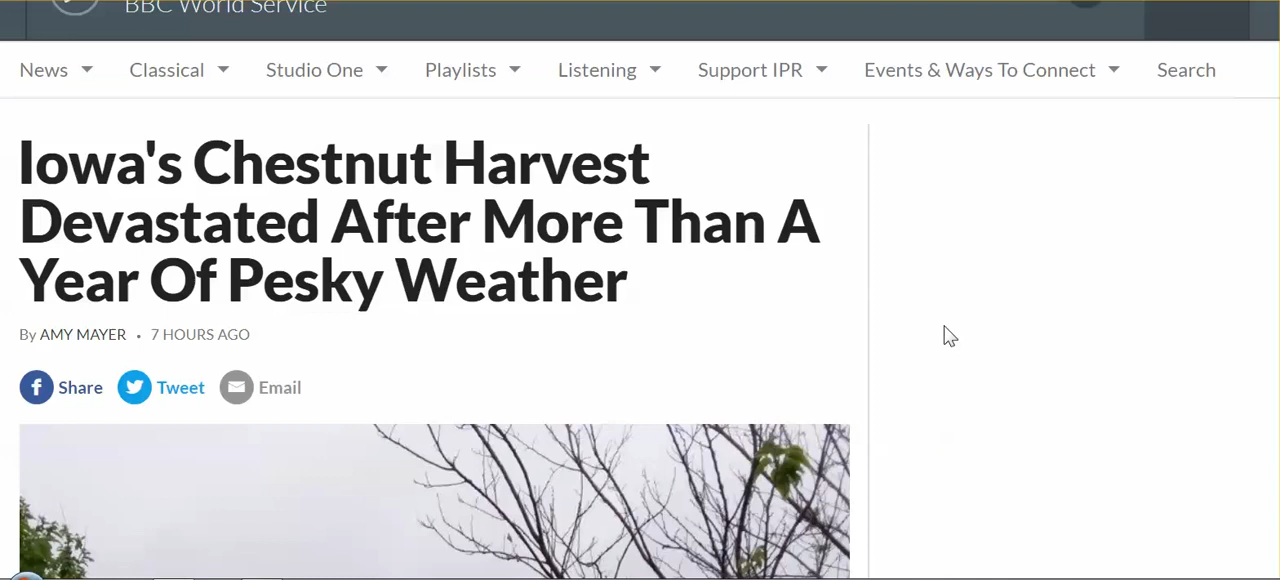 BBC World Service
News Classical Studio One Playlists Listening Support IPR Events & Ways To Connect Search
Iowa's Chestnut Harvest
Devastated After More Than A
Year Of Pesky Weather
By AMY MAYER • 7 HOURS AGO
Share Tweet Email